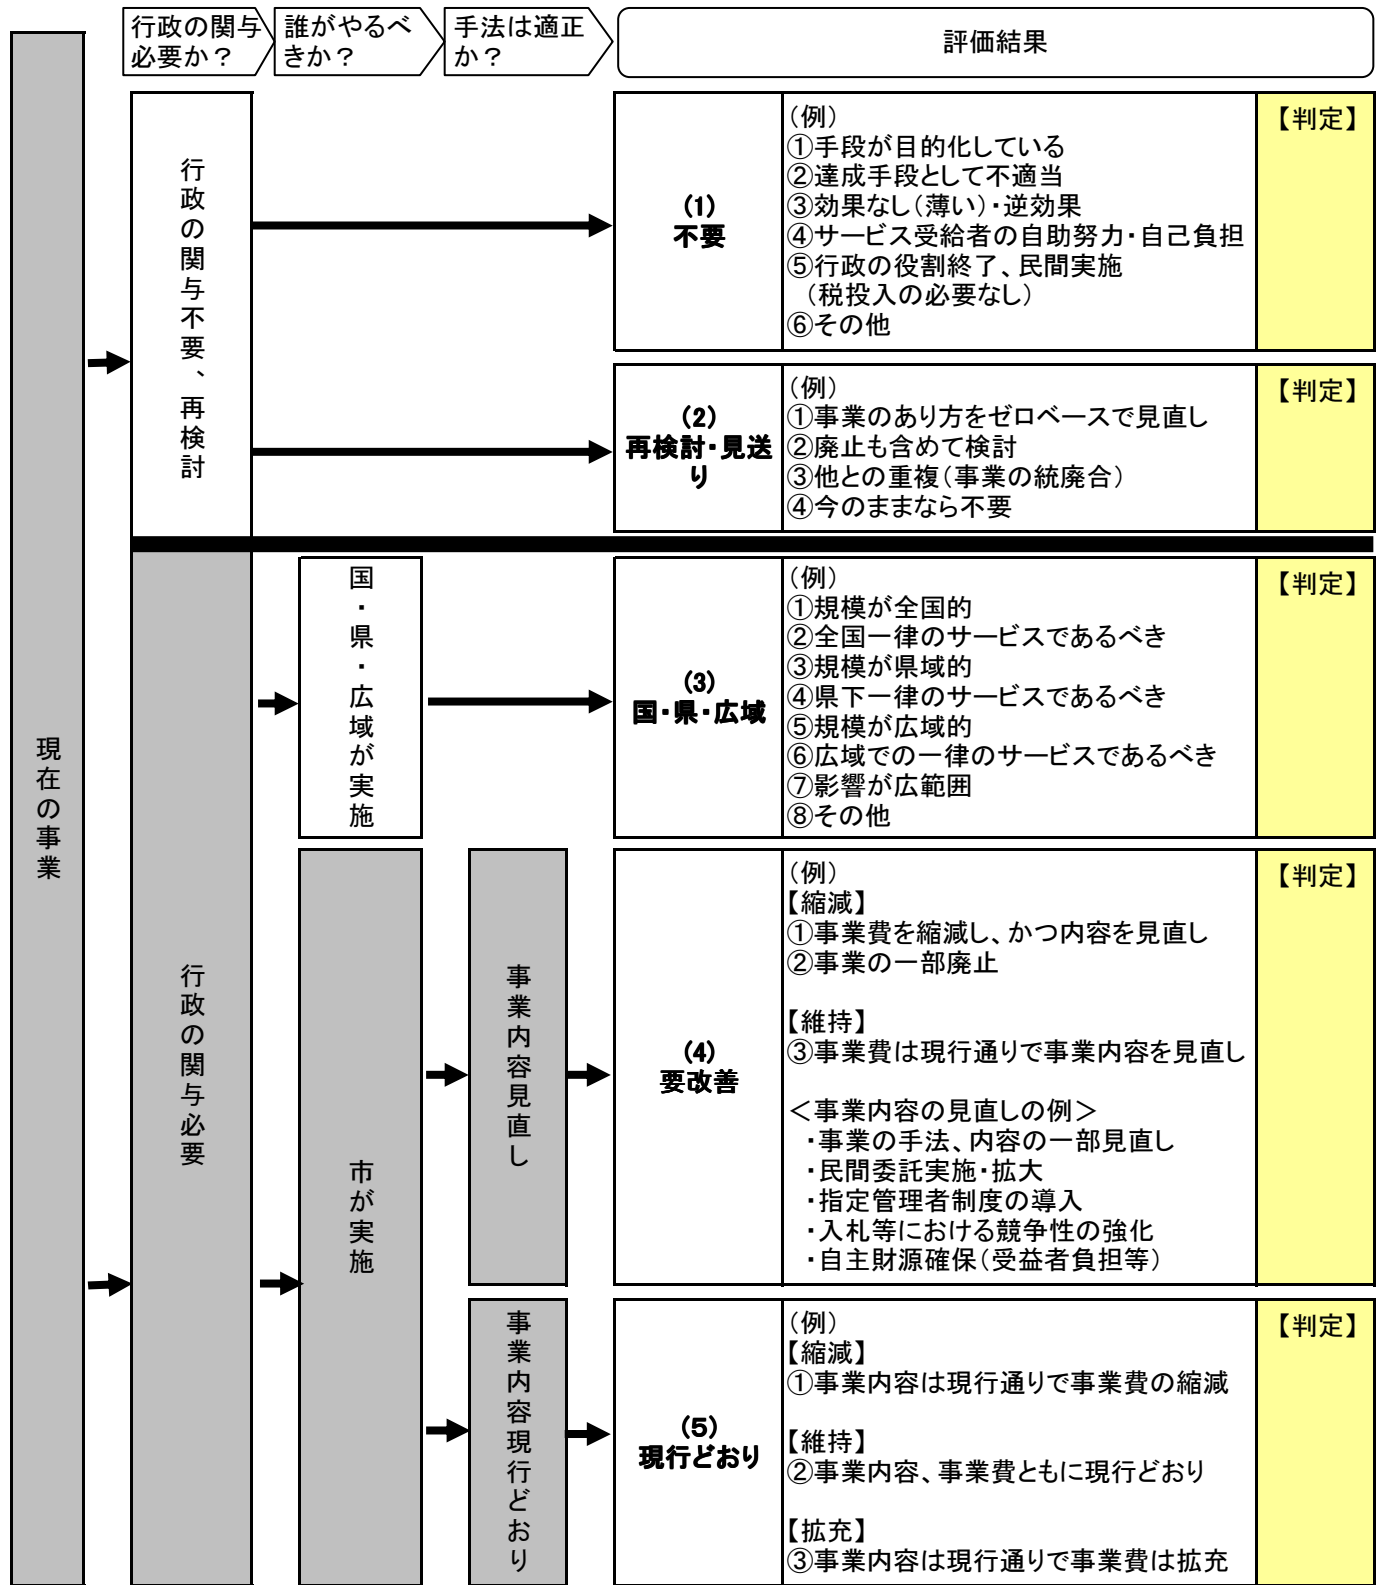 行政の関与
必要か？
誰がやるべ
きか？
手法は適正
か？
評価結果
現在の事業
行政の関与不要、再検討
(1)
不要
（例）
①手段が目的化している
②達成手段として不適当
③効果なし（薄い）・逆効果
④サービス受給者の自助努力・自己負担
⑤行政の役割終了、民間実施
（税投入の必要なし）
⑥その他
【判定】
(2)
再検討・見送
り
（例）
①事業のあり方をゼロベースで見直し
②廃止も含めて検討
③他との重複（事業の統廃合）
④今のままなら不要
【判定】
行政の関与必要
国・県・広域が実施
(3)
国・県・広域
（例）
①規模が全国的
②全国一律のサービスであるべき
③規模が県域的
④県下一律のサービスであるべき
⑤規模が広域的
⑥広域での一律のサービスであるべき
⑦影響が広範囲
⑧その他
【判定】
市が実施
事業内容見直し
(4)
要改善
（例）
【縮減】
①事業費を縮減し、かつ内容を見直し
②事業の一部廃止
【維持】
③事業費は現行通りで事業内容を見直し
＜事業内容の見直しの例＞
・事業の手法、内容の一部見直し
・民間委託実施・拡大
・指定管理者制度の導入
・入札等における競争性の強化
・自主財源確保（受益者負担等）
【判定】
事業内容現行どおり
(5)
現行どおり
（例）
【縮減】
①事業内容は現行通りで事業費の縮減
【維持】
②事業内容、事業費ともに現行どおり
【拡充】
③事業内容は現行通りで事業費は拡充
【判定】